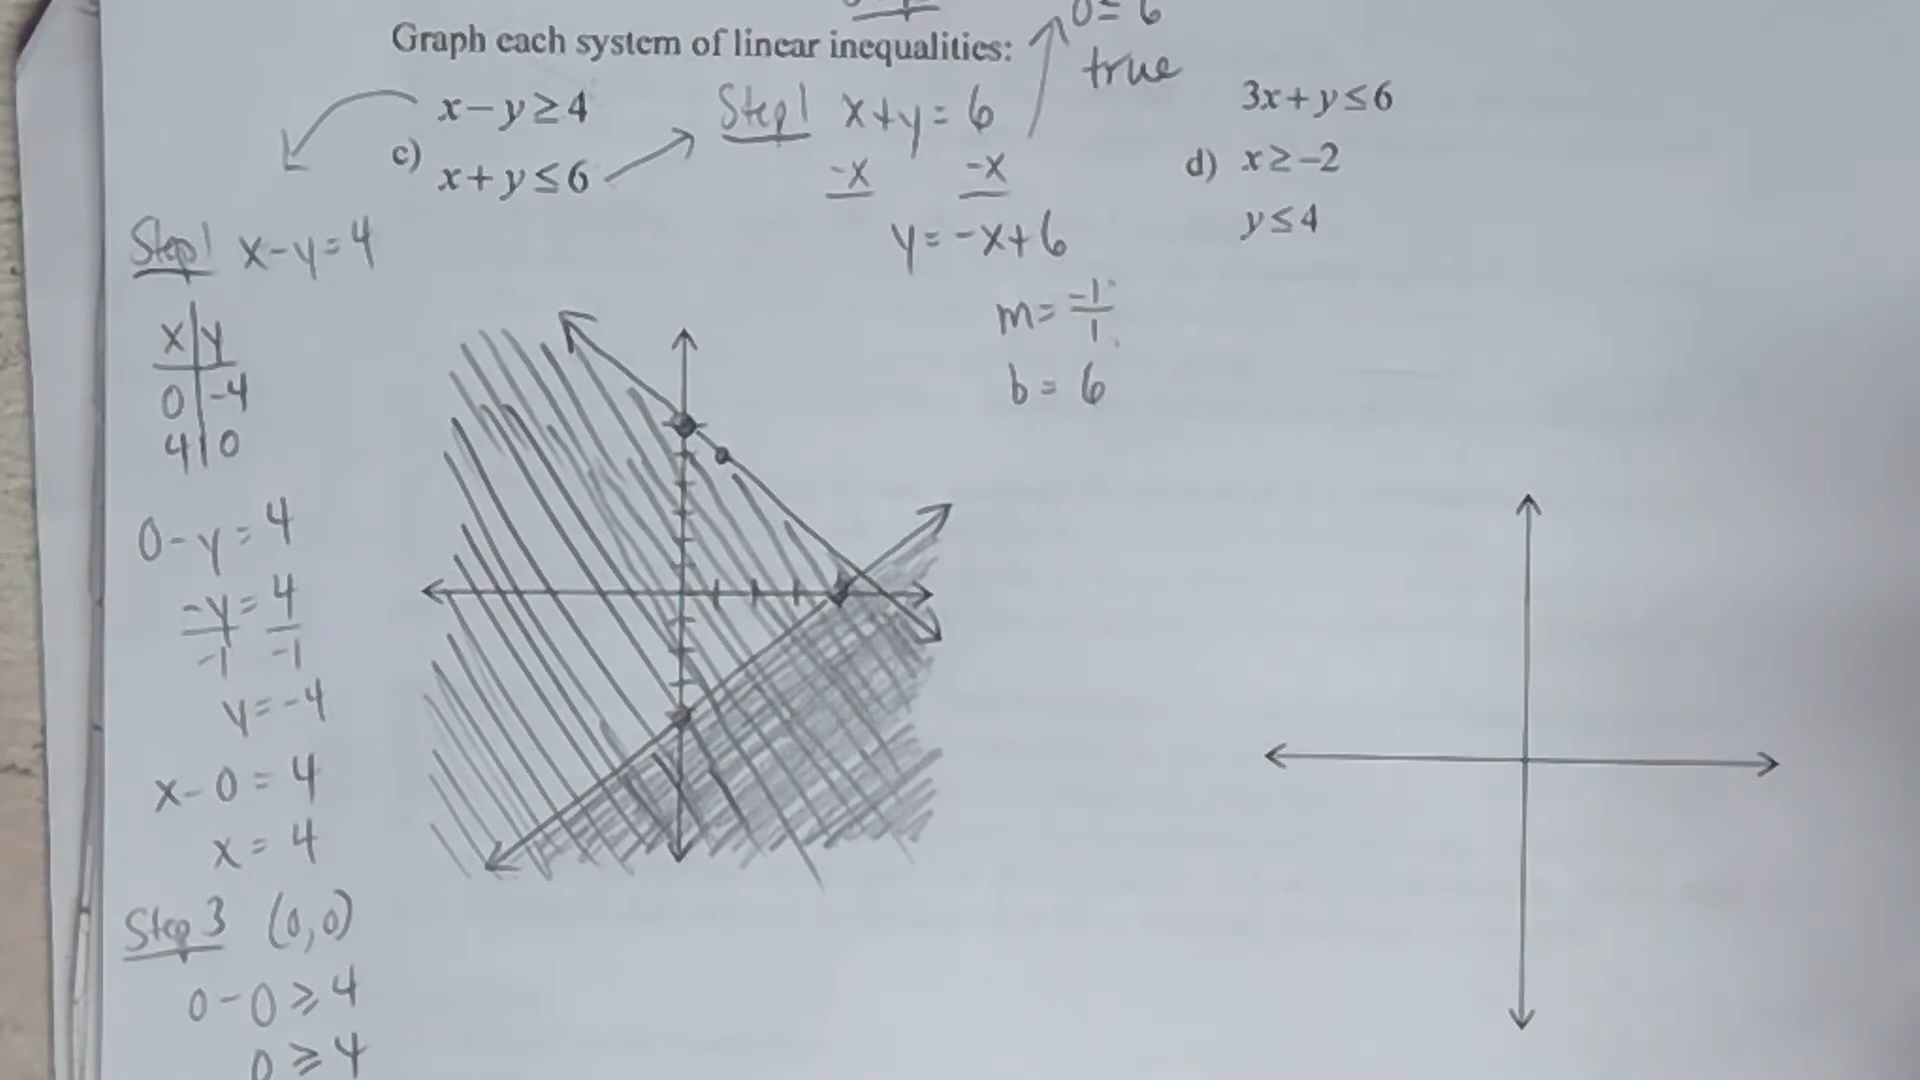 0≤6
true
Graph each system of linear inequalities:
c) x−y≥4
x+y≤6
Step 1 x+y=6
-x -x
y=-x+6
m=-1/1
b=6
d) 3x+y≤6
x≥−2
y≤4
Step 1 x-y=4
x|y
0|-4
4|0
0-y=4
-y=4
-1 -1
y=-4
x-0=4
x=4
Step 3 (0,0)
0-0≥4
0≥4